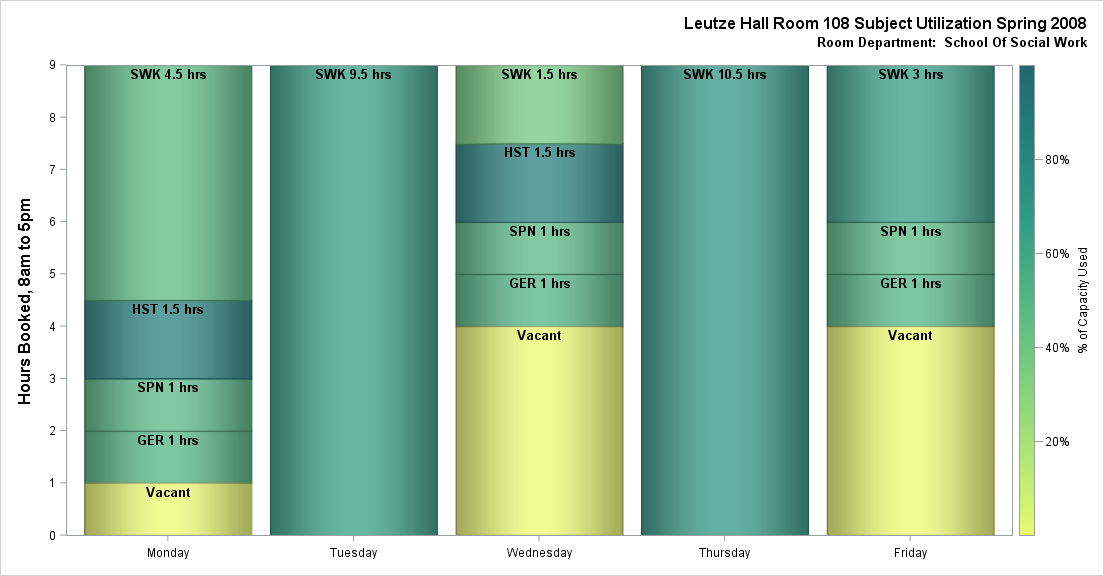 Leutze Hall Room 108 Subject Utilization Spring 2008
Room Department:  School Of Social Work
Hours Booked, 8am to 5pm
9
8
7
6
5
4
3
2
1
0
SWK 4.5 hrs
HST 1.5 hrs
SPN 1 hrs
GER 1 hrs
Vacant
SWK 9.5 hrs
SWK 1.5 hrs
HST 1.5 hrs
SPN 1 hrs
GER 1 hrs
Vacant
SWK 10.5 hrs
SWK 3 hrs
SPN 1 hrs
GER 1 hrs
Vacant
Monday
Tuesday
Wednesday
Thursday
Friday
80%
60%
40%
20%
% of Capacity Used